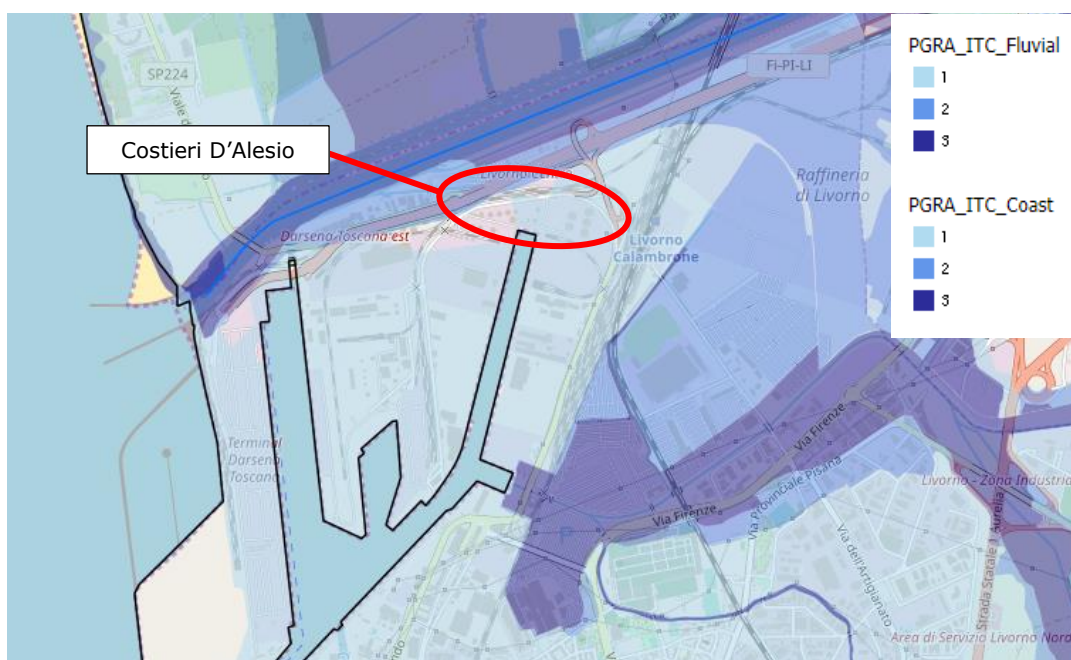 PGRA_ITC_Fluvial
1
2
3
PGRA_ITC_Coast
1
2
3
SP224
Fi-PI-LI
Costieri D'Alesio
Raffineria
di Livorno
Darsena Toscana est
Livorno
Calambrone
Terminal
Darsena
Toscana
Via Firenze
Via Firenze
Via Provinciale Pisana
Via dell'Artigianato
Livorno - Zona Industria
Strada Statale 1 Aurelia
Area di Servizio Livorno Nord